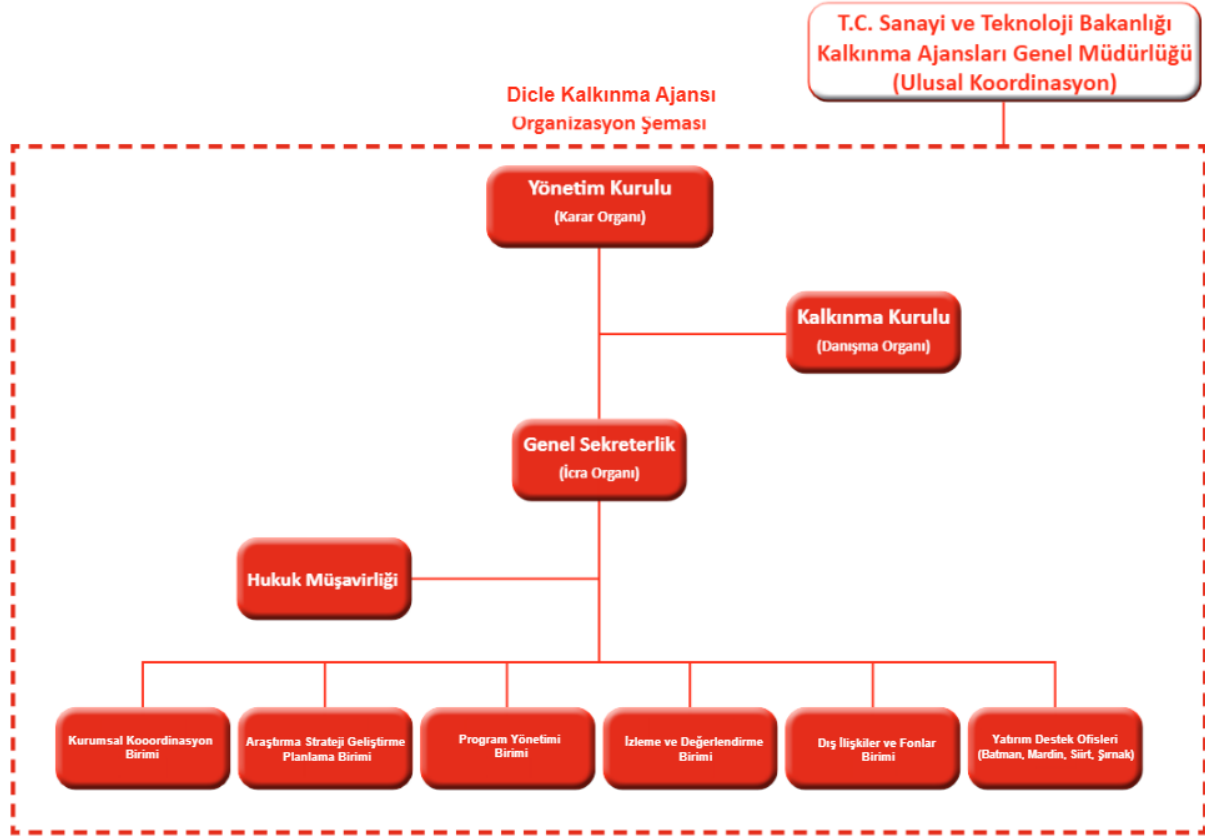 T.C. Sanayi ve Teknoloji Bakanlığı
Kalkınma Ajansları Genel Müdürlüğü
(Ulusal Koordinasyon)
Dicle Kalkınma Ajansı
Organizasyon Şeması
Yönetim Kurulu
(Karar Organı)
Kalkınma Kurulu
(Danışma Organı)
Genel Sekreterlik
(İcra Organı)
Hukuk Müşavirliği
Kurumsal Kooordinasyon
Birimi
Araştırma Strateji Geliştirme
Planlama Birimi
Program Yönetimi
Birimi
İzleme ve Değerlendirme
Birimi
Dış İlişkiler ve Fonlar
Birimi
Yatırım Destek Ofisleri
(Batman, Mardin, Siirt, Şırnak)